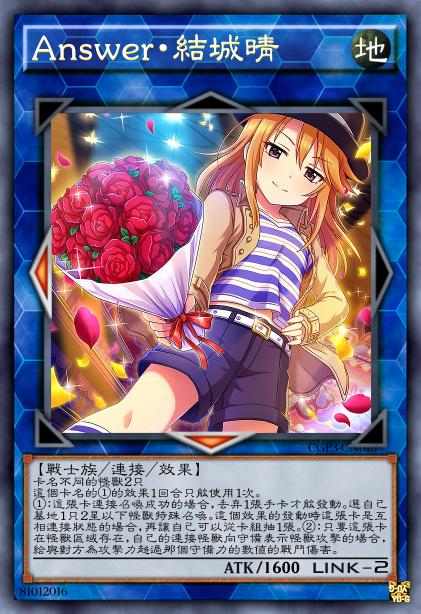 Answer・結城晴
地
【戰士族/連接/效果】
卡名不同的怪獸2只
這個卡名的①的效果1回合只能使用1次。
①:這張卡連接召喚成功的場合,去弃1張手卡才能發動。選自己
墓地1只2星以下怪獸特殊召喚。這個效果的發動時這張卡是互
相連接狀態的場合,再讓自己可以從卡組抽1張。②:只要這張卡
在怪獸區域存在,自己的連接怪獸向守備表示怪獸攻擊的場合,
給與對方為攻擊力超過那個守備力的數值的戰鬥傷害。
ATK/1600 LINK-2
81012016